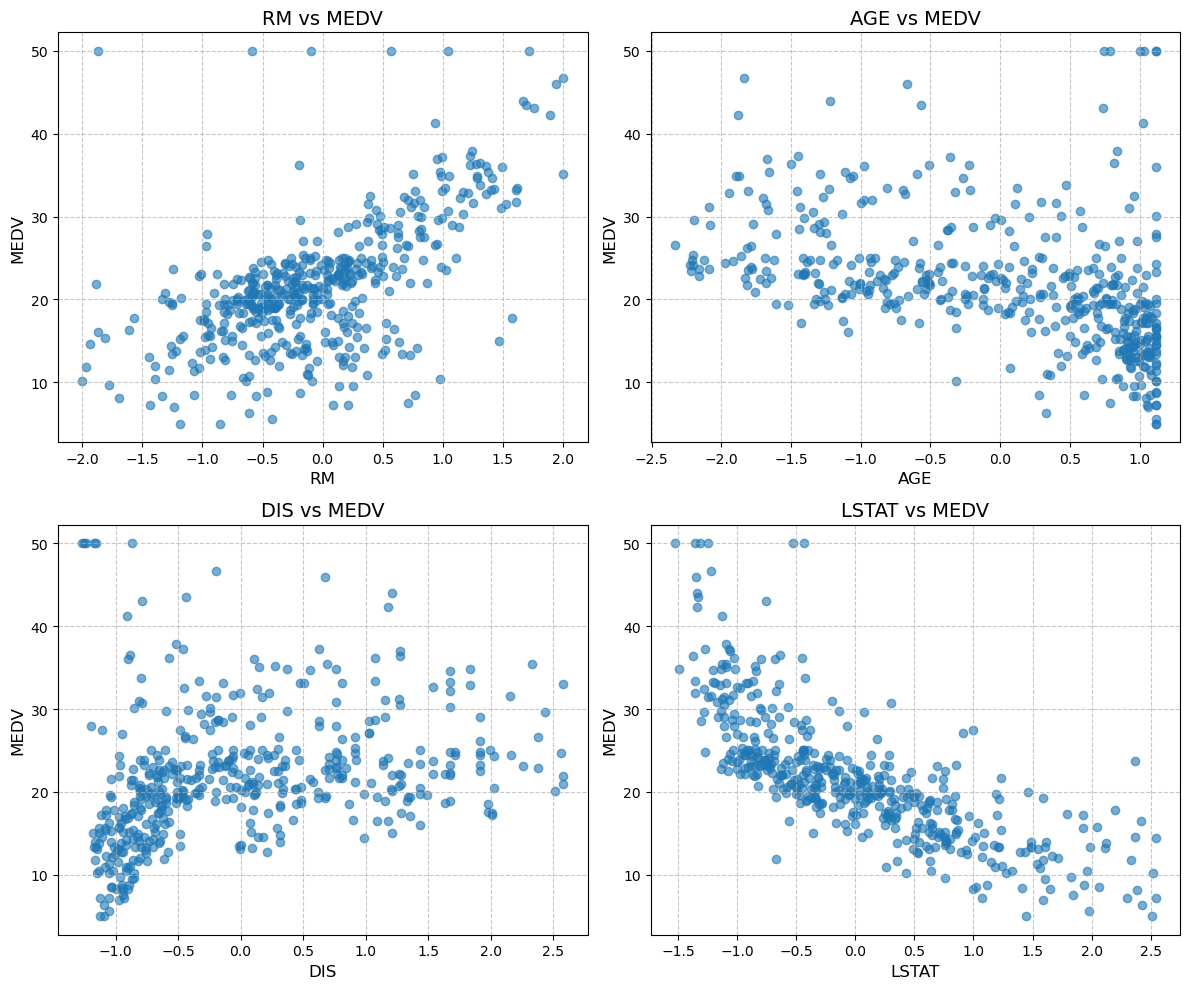 RM vs MEDV
50
40
30
20
10
MEDV
−2.0 −1.5 −1.0 −0.5 0.0 0.5 1.0 1.5 2.0
RM
AGE vs MEDV
50
40
30
20
10
MEDV
−2.5 −2.0 −1.5 −1.0 −0.5 0.0 0.5 1.0
AGE
DIS vs MEDV
50
40
30
20
10
MEDV
−1.0 −0.5 0.0 0.5 1.0 1.5 2.0 2.5
DIS
LSTAT vs MEDV
50
40
30
20
10
MEDV
−1.5 −1.0 −0.5 0.0 0.5 1.0 1.5 2.0 2.5
LSTAT